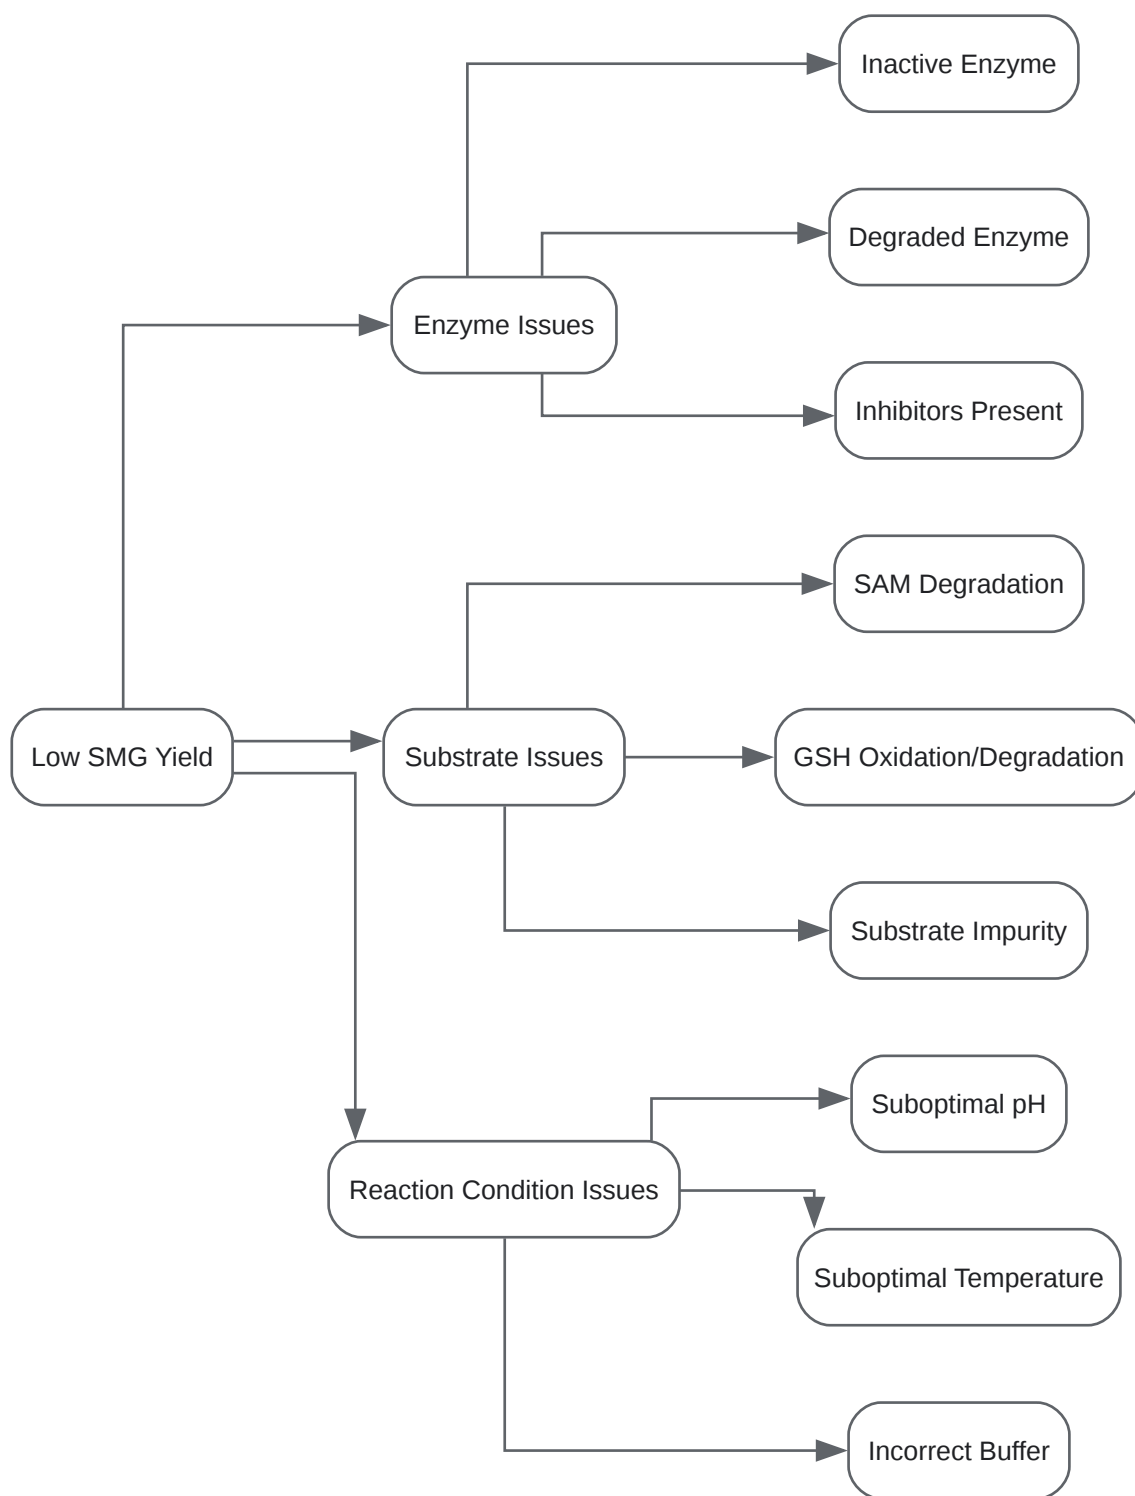 Inactive Enzyme
Degraded Enzyme
Enzyme Issues
Inhibitors Present
SAM Degradation
Low SMG Yield
Substrate Issues
GSH Oxidation/Degradation
Substrate Impurity
Suboptimal pH
Reaction Condition Issues
Suboptimal Temperature
Incorrect Buffer